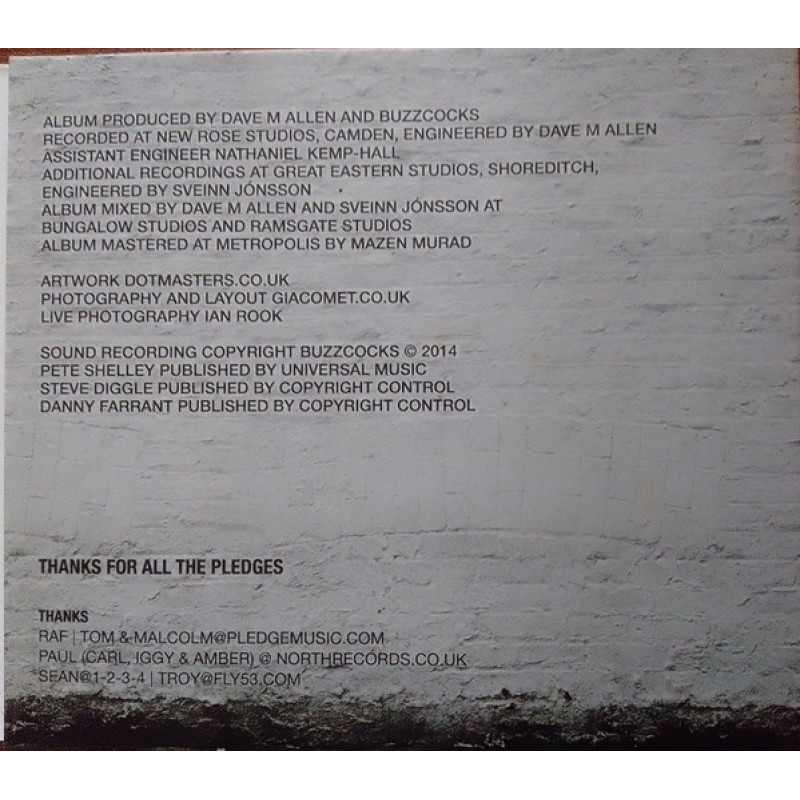 ALBUM PRODUCED BY DAVE M ALLEN AND BUZZCOCKS
RECORDED AT NEW ROSE STUDIOS, CAMDEN, ENGINEERED BY DAVE M ALLEN
ASSISTANT ENGINEER NATHANIEL KEMP-HALL
ADDITIONAL RECORDINGS AT GREAT EASTERN STUDIOS, SHOREDITCH,
ENGINEERED BY SVEINN JÓNSSON
ALBUM MIXED BY DAVE M ALLEN AND SVEINN JÓNSSON AT
BUNGALOW STUDIOS AND RAMSGATE STUDIOS
ALBUM MASTERED AT METROPOLIS BY MAZEN MURAD
ARTWORK DOTMASTERS.CO.UK
PHOTOGRAPHY AND LAYOUT GIACOMET.CO.UK
LIVE PHOTOGRAPHY IAN ROOK
SOUND RECORDING COPYRIGHT BUZZCOCKS © 2014
PETE SHELLEY PUBLISHED BY UNIVERSAL MUSIC
STEVE DIGGLE PUBLISHED BY COPYRIGHT CONTROL
DANNY FARRANT PUBLISHED BY COPYRIGHT CONTROL
THANKS FOR ALL THE PLEDGES
THANKS
RAF | TOM & MALCOLM@PLEDGEMUSIC.COM
PAUL (CARL, IGGY & AMBER) @ NORTHRECORDS.CO.UK
SEAN@1-2-3-4 | TROY@FLY53.COM